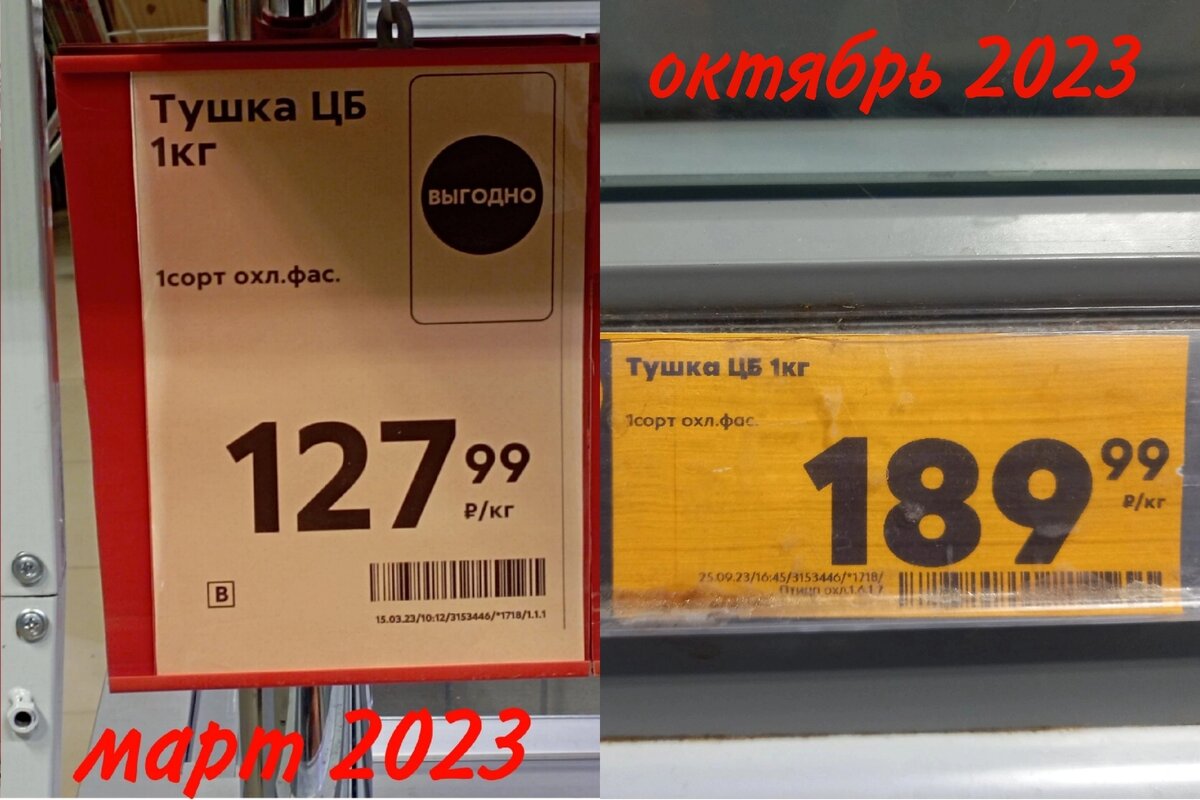 Тушка ЦБ
1кг
ВЫГОДНО
1сорт охл.фас.
127 99
₽/кг
В
15.03.23/10:12/3153446/*1718/1.1.1
март 2023
октябрь 2023
Тушка ЦБ 1кг
1сорт охл.фас.
189 99
₽/кг
25.09.23/16:45/3153446/*1718/